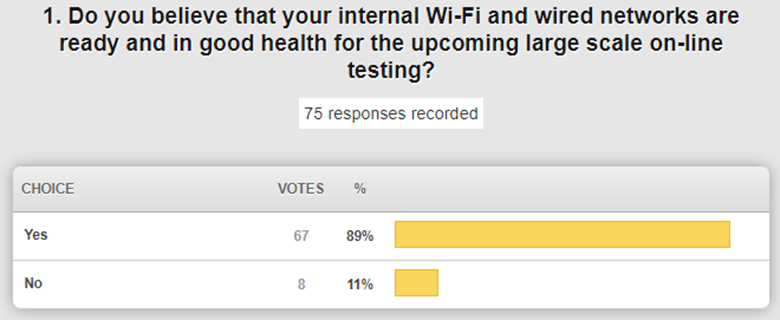 1. Do you believe that your internal Wi-Fi and wired networks are
ready and in good health for the upcoming large scale on-line
testing?
75 responses recorded
CHOICE VOTES %
Yes 67 89%
No 8 11%